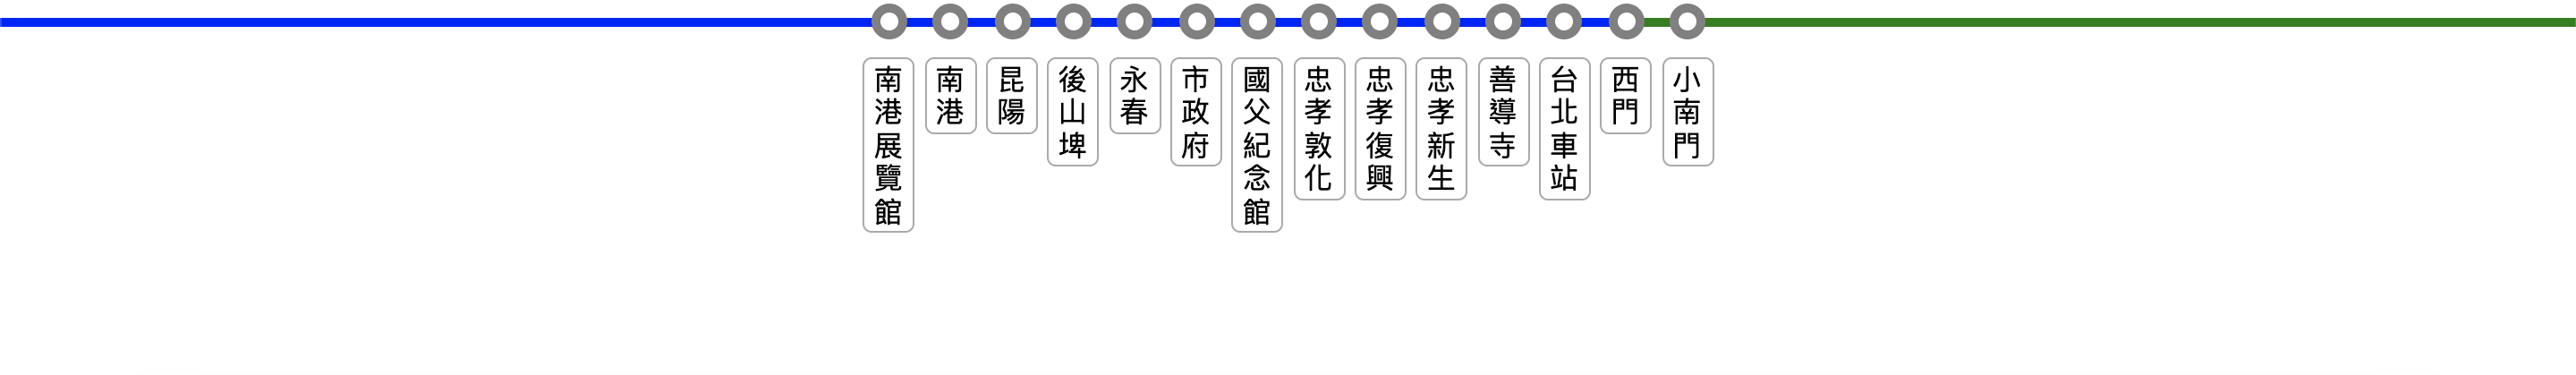 南港展覽館
南港
昆陽
後山埤
永春
市政府
國父紀念館
忠孝敦化
忠孝復興
忠孝新生
善導寺
台北車站
西門
小南門